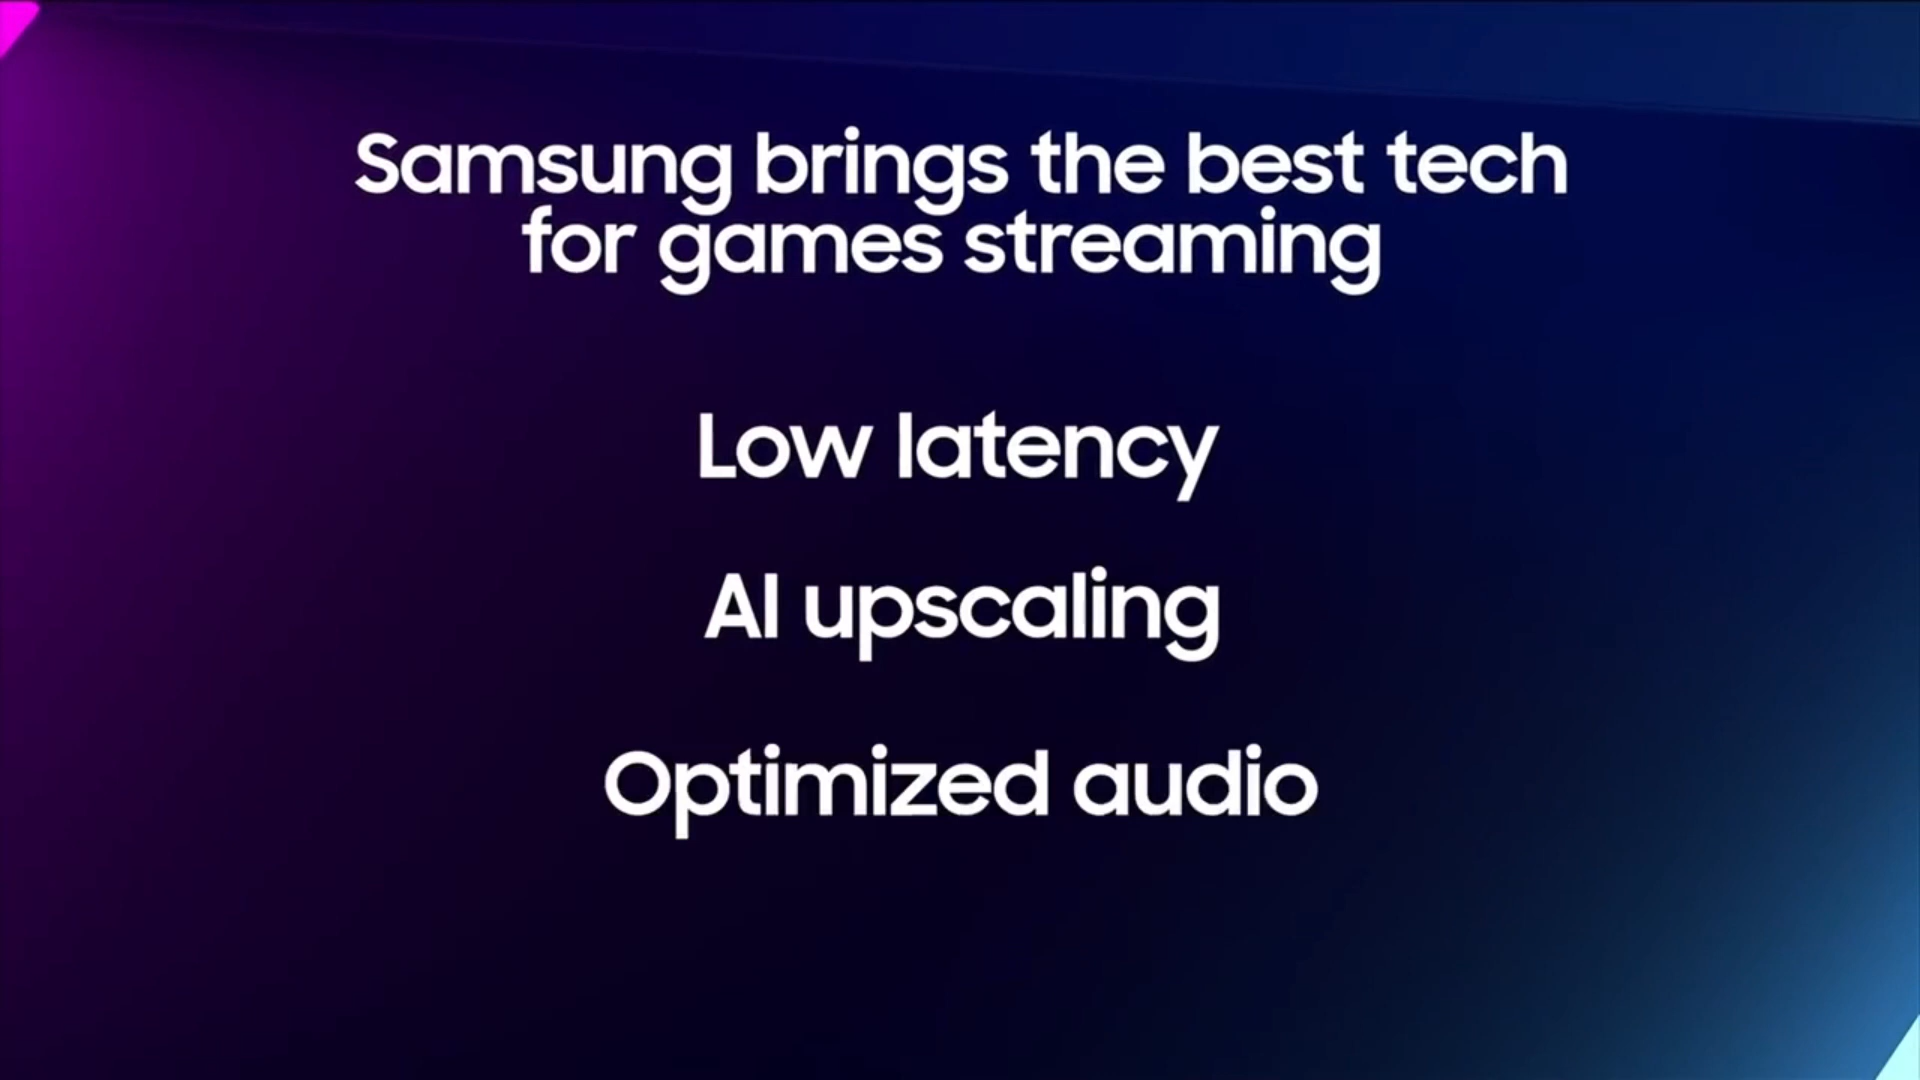 Samsung brings the best tech
for games streaming
Low latency
AI upscaling
Optimized audio